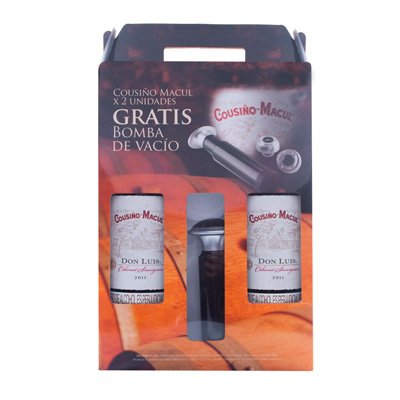 COUSIÑO MACUL
X 2 UNIDADES
GRATIS
BOMBA
DE VACÍO
COUSIÑO-MACUL
COUSIÑO-MACUL
DON LUIS
Cabernet Sauvignon
2011
COUSIÑO-MACUL
DON LUIS
Cabernet Sauvignon
2011